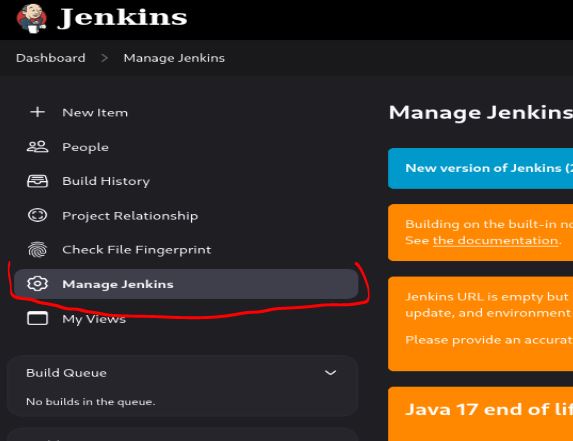 Jenkins
Dashboard > Manage Jenkins
New Item
People
Build History
Project Relationship
Check File Fingerprint
Manage Jenkins
My Views
Build Queue
No builds in the queue.
Manage Jenkins
New version of Jenkins (2
Building on the built-in no
See the documentation.
Jenkins URL is empty but
update, and environment
Please provide an accurat
Java 17 end of lif